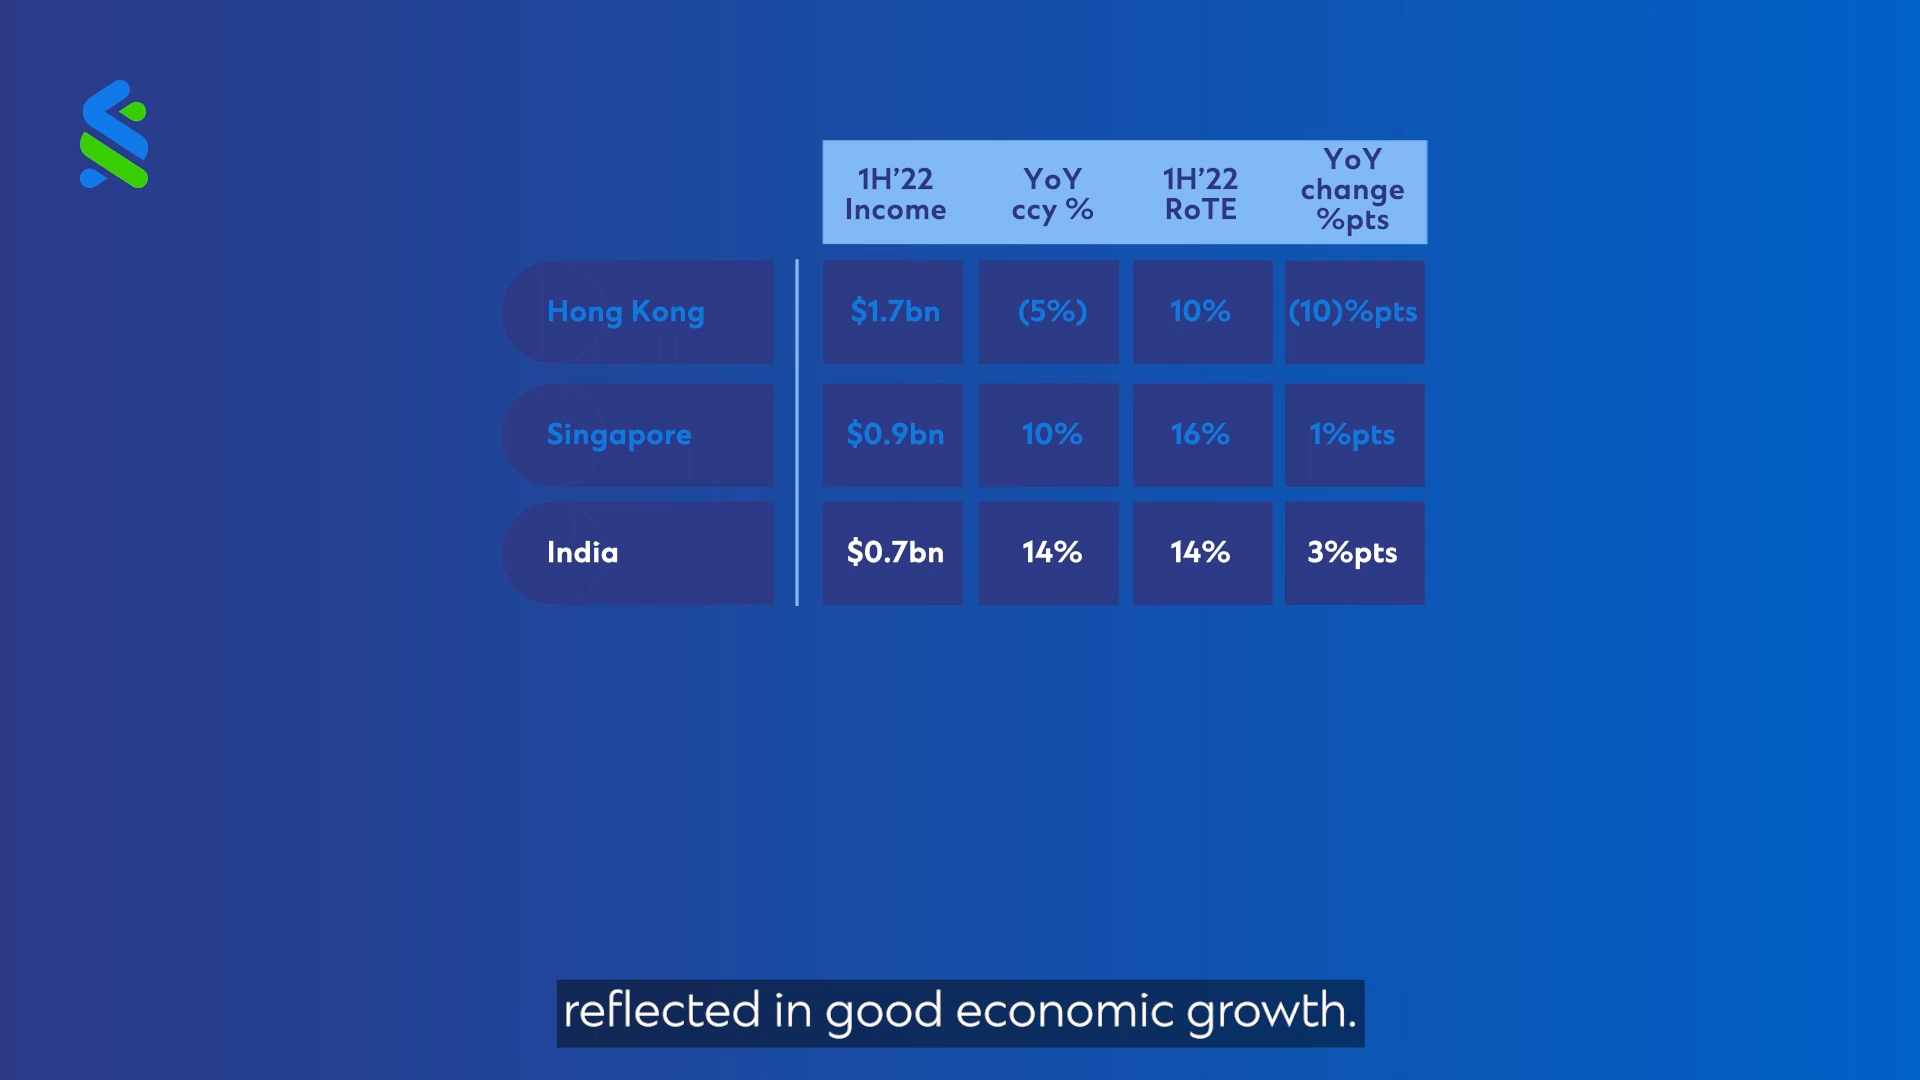 1H’22 Income YoY ccy % 1H’22 RoTE YoY change %pts
Hong Kong $1.7bn (5%) 10% (10)%pts
Singapore $0.9bn 10% 16% 1%pts
India $0.7bn 14% 14% 3%pts
reflected in good economic growth.